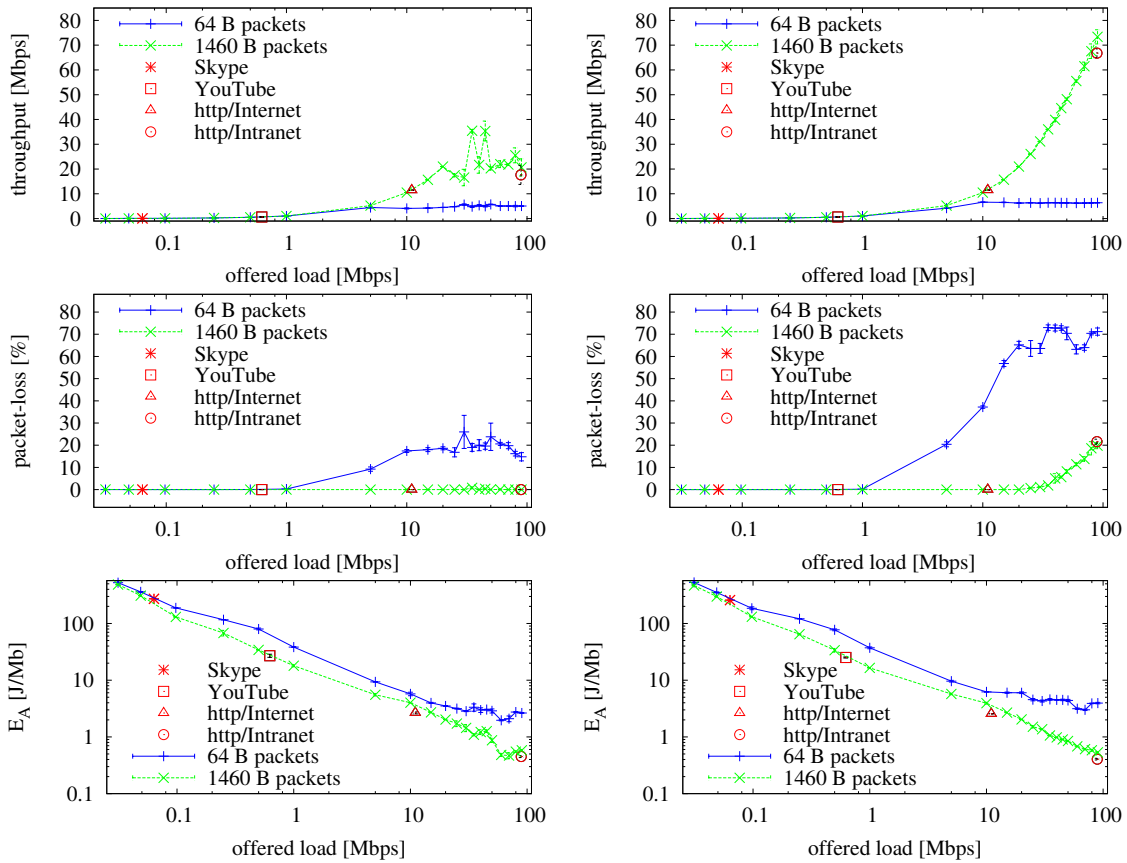 80
70
60
50
40
30
20
10
0
throughput [Mbps]
64 B packets
1460 B packets
Skype
YouTube
http/Internet
http/Intranet
0.1 1 10 100
offered load [Mbps]
80
70
60
50
40
30
20
10
0
throughput [Mbps]
64 B packets
1460 B packets
Skype
YouTube
http/Internet
http/Intranet
0.1 1 10 100
offered load [Mbps]
80
70
60
50
40
30
20
10
0
packet-loss [%]
64 B packets
1460 B packets
Skype
YouTube
http/Internet
http/Intranet
0.1 1 10 100
offered load [Mbps]
80
70
60
50
40
30
20
10
0
packet-loss [%]
64 B packets
1460 B packets
Skype
YouTube
http/Internet
http/Intranet
0.1 1 10 100
offered load [Mbps]
100
10
1
0.1
E_A [J/Mb]
Skype
YouTube
http/Internet
http/Intranet
64 B packets
1460 B packets
0.1 1 10 100
offered load [Mbps]
100
10
1
0.1
E_A [J/Mb]
Skype
YouTube
http/Internet
http/Intranet
64 B packets
1460 B packets
0.1 1 10 100
offered load [Mbps]